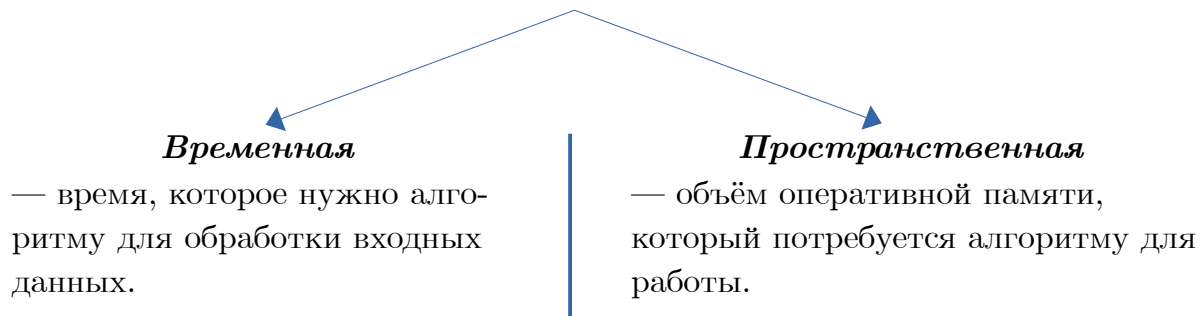 Временная
— время, которое нужно алго-
ритму для обработки входных
данных.
Пространственная
— объём оперативной памяти,
который потребуется алгоритму для
работы.